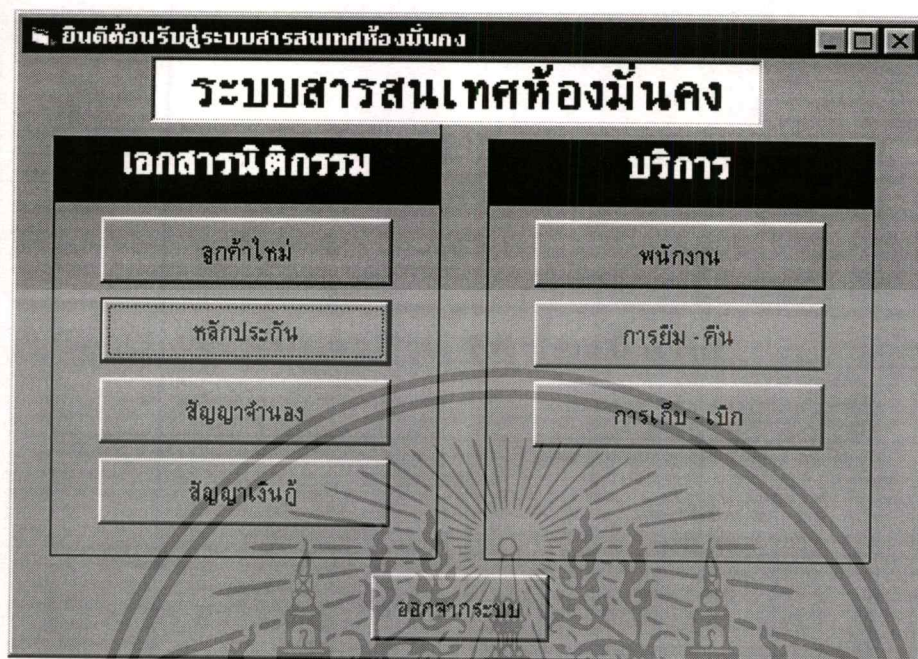 ยินดีต้อนรับสู่ระบบสารสนเทศห้องมั่นคง
ระบบสารสนเทศห้องมั่นคง
เอกสารนิติกรรม
ลูกค้าใหม่
หลักประกัน
สัญญาจำนอง
สัญญาเงินกู้
บริการ
พนักงาน
การยืม - คืน
การเก็บ - เบิก
ออกจากระบบ